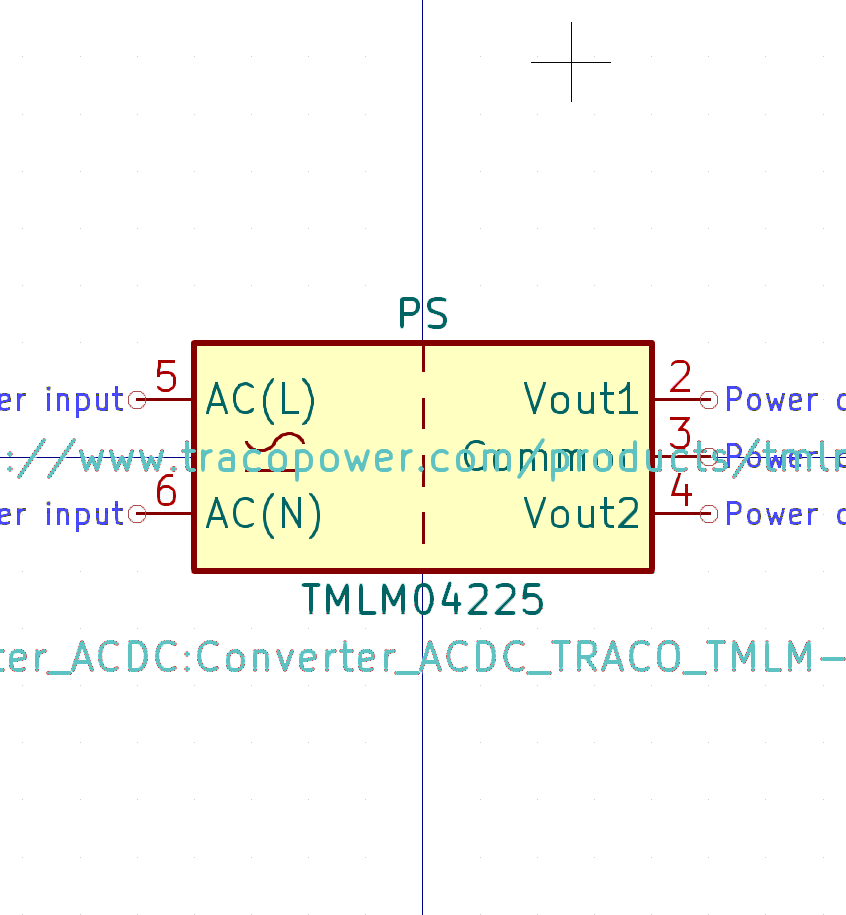 PS
5 2
er input AC(L) Vout1 Power
3
://www.tracopower.com/products/tmlm
Common Power
6 4
er input AC(N) Vout2 Power
TMLM04225
ter_ACDC:Converter_ACDC_TRACO_TMLM-